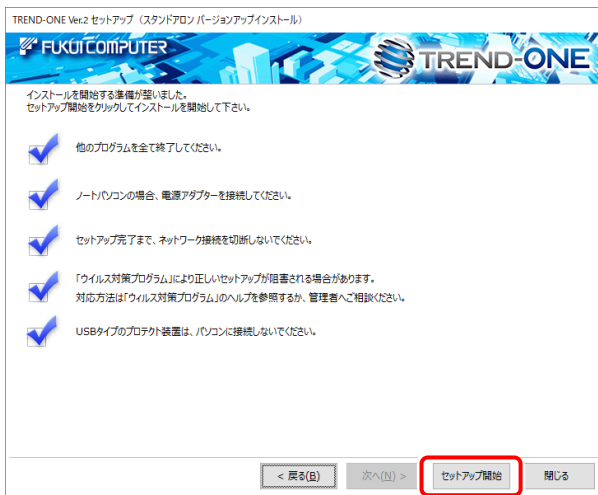 TREND-ONE Ver.2 セットアップ（スタンドアロン バージョンアップインストール）
FUKUI COMPUTER
TREND-ONE
インストールを開始する準備が整いました。
セットアップ開始をクリックしてインストールを開始して下さい。
他のプログラムを全て終了してください。
ノートパソコンの場合、電源アダプターを接続してください。
セットアップ完了まで、ネットワーク接続を切断しないでください。
「ウイルス対策プログラム」により正しいセットアップが阻害される場合があります。
対応方法は「ウィルス対策プログラム」のヘルプを参照するか、管理者へご相談ください。
USBタイプのプロテクト装置は、パソコンに接続しないでください。
< 戻る(B) 次へ(N) > セットアップ開始 閉じる